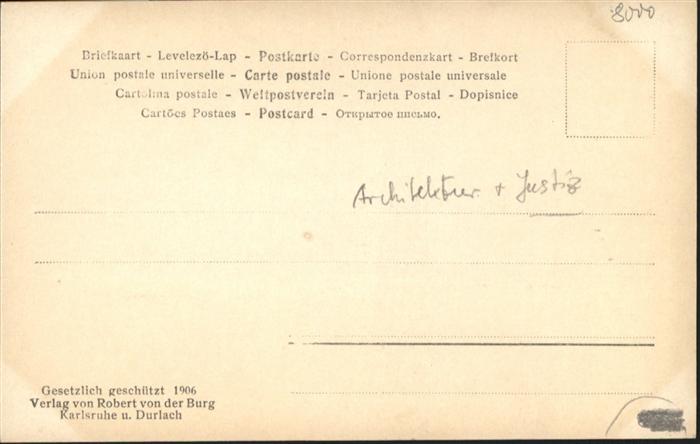 8000
Briefkaart - Levelezö-Lap - Postkarte - Correspondenzkart - Brefkort
Union postale universelle - Carte postale - Unione postale universale
Cartolina postale - Weltpostverein - Tarjeta Postal - Dopisnice
Cartões Postaes - Postcard - Открытое письмо.
Architektur + Justiz
Gesetzlich geschützt 1906
Verlag von Robert von der Burg
Karlsruhe u. Durlach